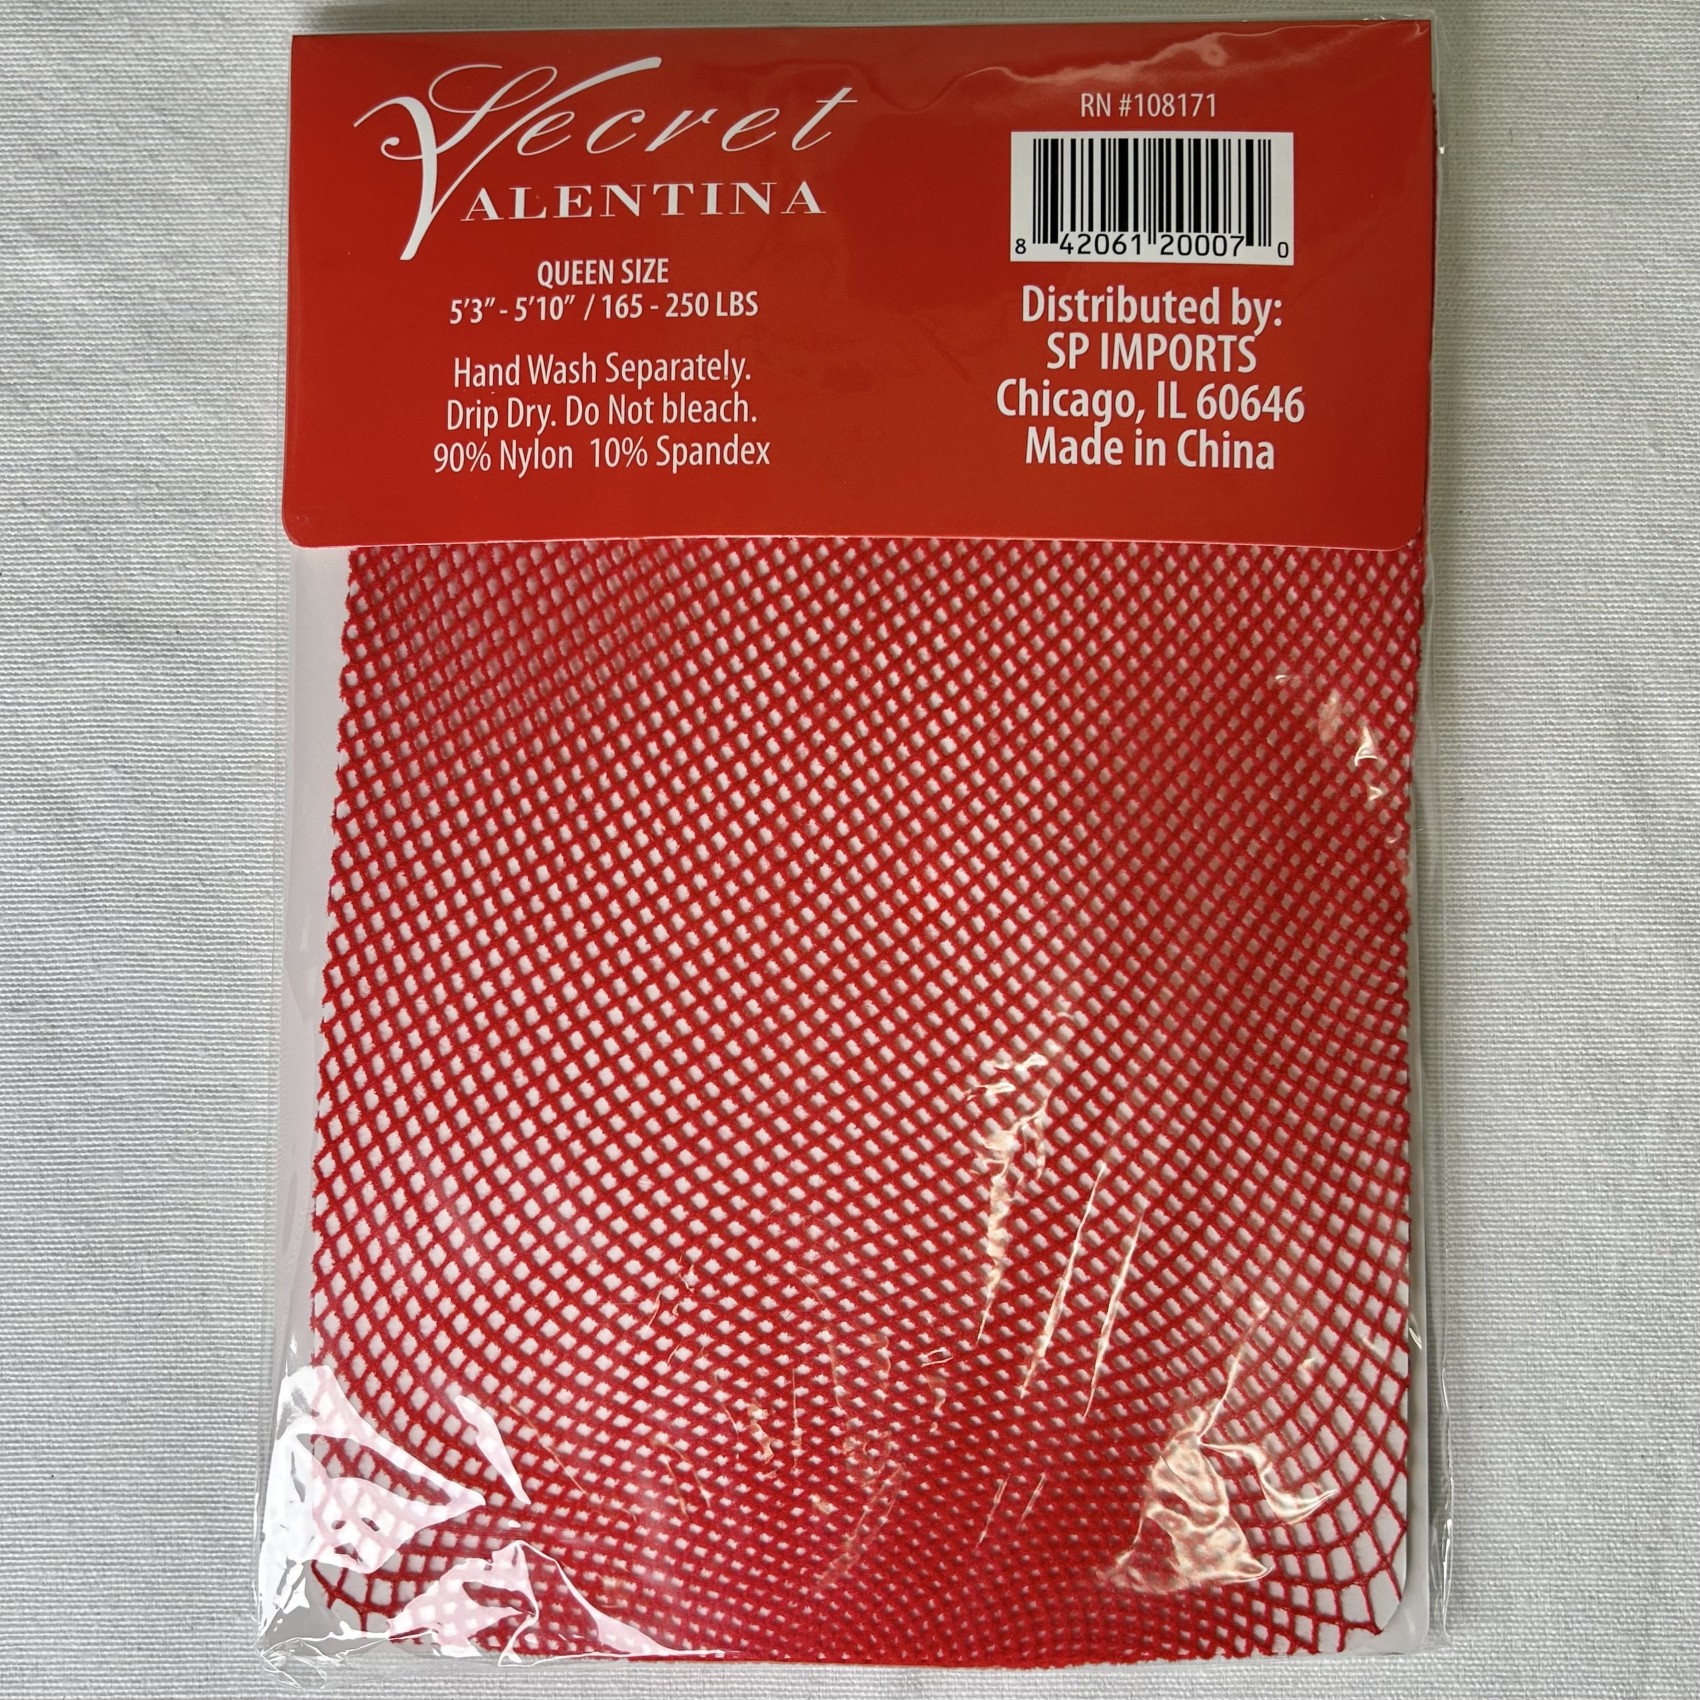 Secret
VALENTINA
QUEEN SIZE
5’3” - 5’10” / 165 - 250 LBS
Hand Wash Separately.
Drip Dry. Do Not bleach.
90% Nylon 10% Spandex
RN #108171
8 42061 20007 0
Distributed by:
SP IMPORTS
Chicago, IL 60646
Made in China